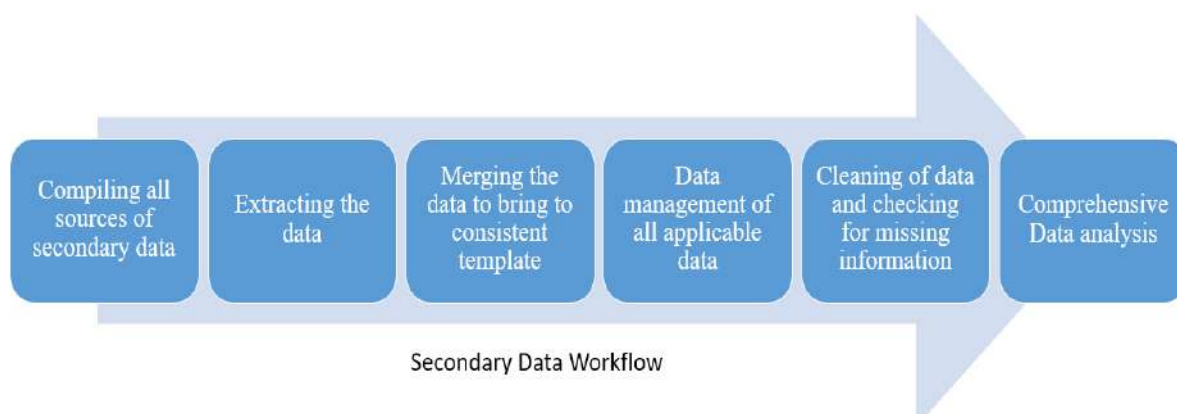 Compiling all
sources of
secondary data
Extracting the
data
Merging the
data to bring to
consistent
template
Data
management of
all applicable
data
Cleaning of data
and checking
for missing
information
Comprehensive
Data analysis
Secondary Data Workflow